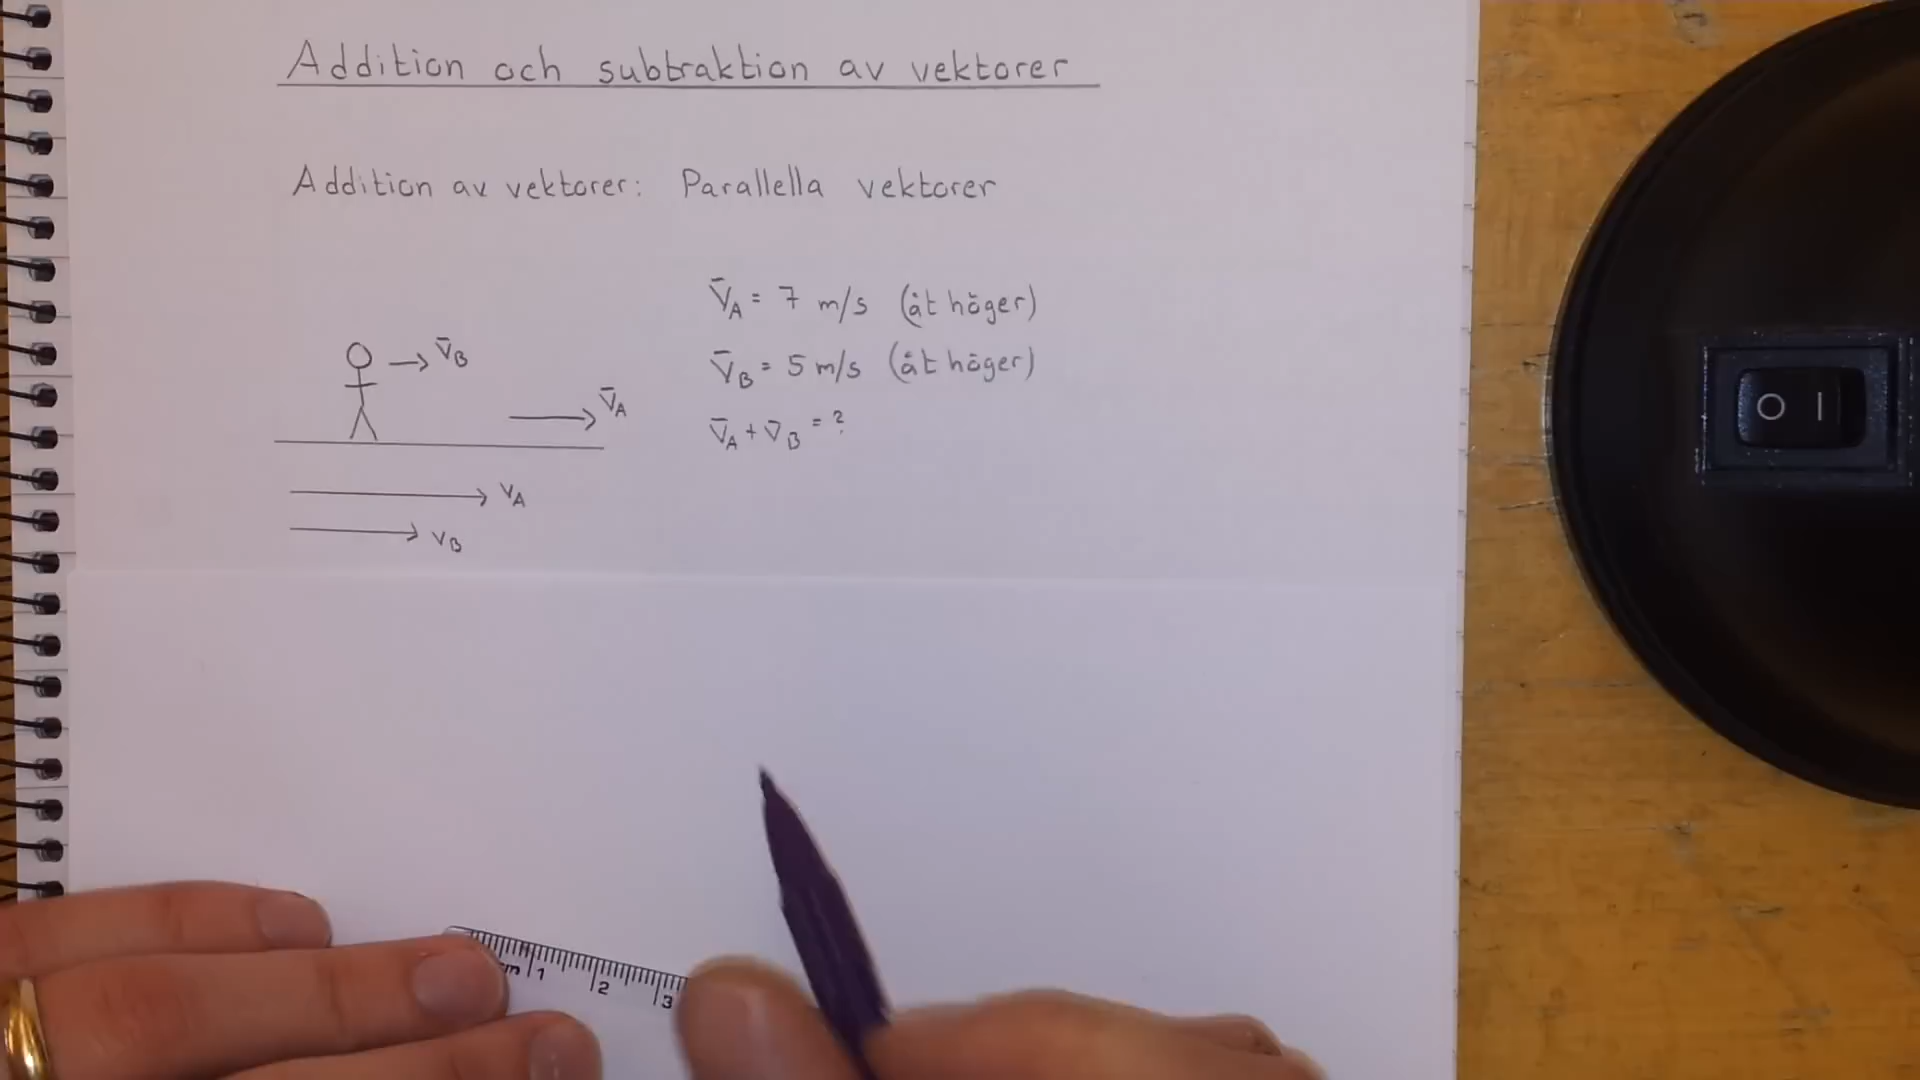 Addition och subtraktion av vektorer
Addition av vektorer: Parallella vektorer
V̄A = 7 m/s (åt höger)
V̄B = 5 m/s (åt höger)
V̄A + V̄B = ?
V̄B
V̄A
VA
VB
cm 1 2 3
O |